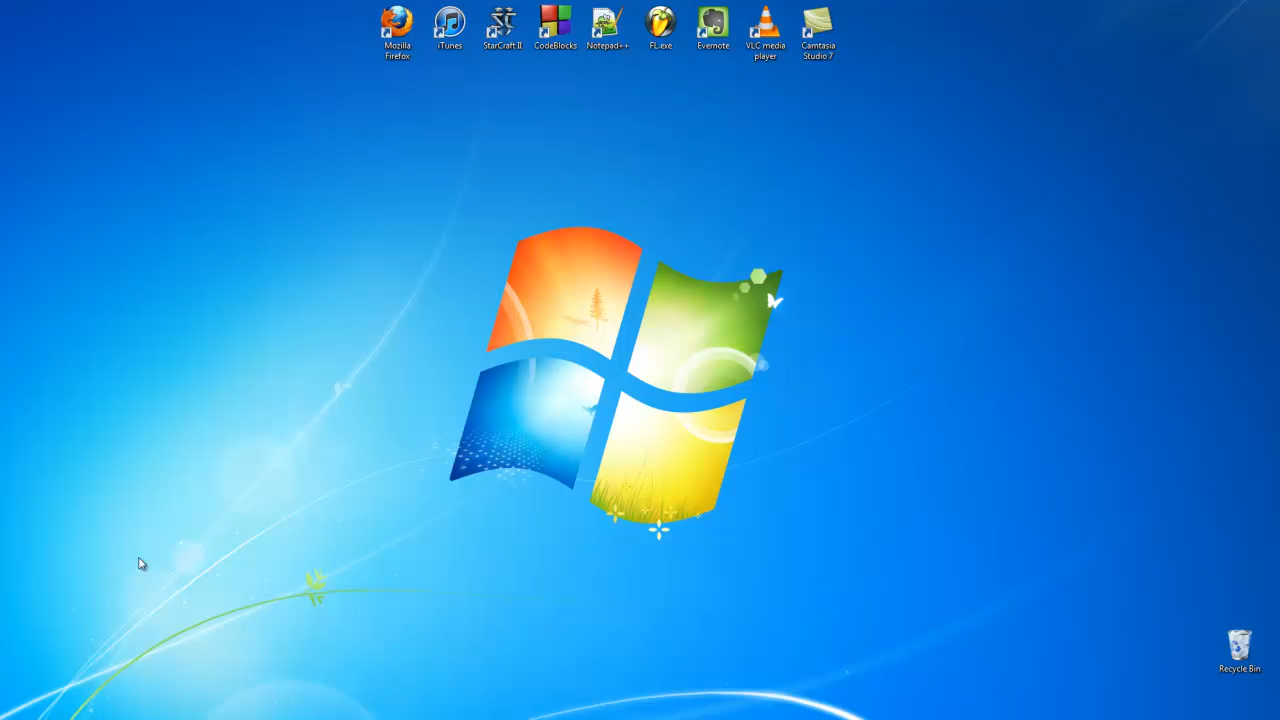 Mozilla
Firefox
iTunes
StarCraft II
CodeBlocks
Notepad++
FL.exe
Evernote
VLC media
player
Camtasia
Studio 7
Recycle Bin